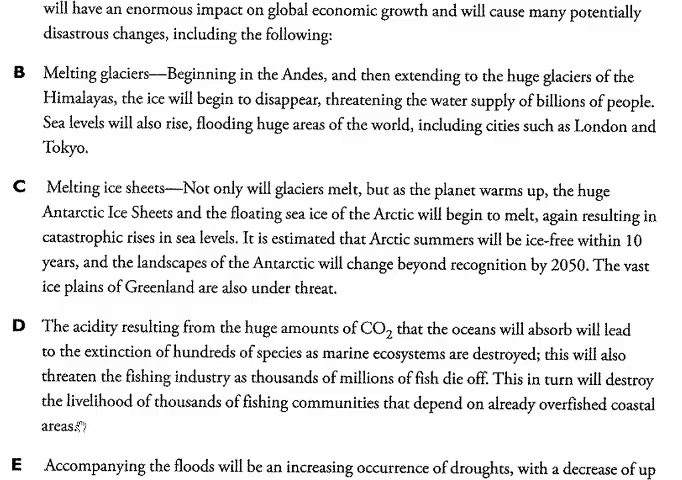 will have an enormous impact on global economic growth and will cause many potentially
disastrous changes, including the following:
B Melting glaciers—Beginning in the Andes, and then extending to the huge glaciers of the
Himalayas, the ice will begin to disappear, threatening the water supply of billions of people.
Sea levels will also rise, flooding huge areas of the world, including cities such as London and
Tokyo.
C Melting ice sheets—Not only will glaciers melt, but as the planet warms up, the huge
Antarctic Ice Sheets and the floating sea ice of the Arctic will begin to melt, again resulting in
catastrophic rises in sea levels. It is estimated that Arctic summers will be ice-free within 10
years, and the landscapes of the Antarctic will change beyond recognition by 2050. The vast
ice plains of Greenland are also under threat.
D The acidity resulting from the huge amounts of CO₂ that the oceans will absorb will lead
to the extinction of hundreds of species as marine ecosystems are destroyed; this will also
threaten the fishing industry as thousands of millions of fish die off. This in turn will destroy
the livelihood of thousands of fishing communities that depend on already overfished coastal
areas.
E Accompanying the floods will be an increasing occurrence of droughts, with a decrease of up